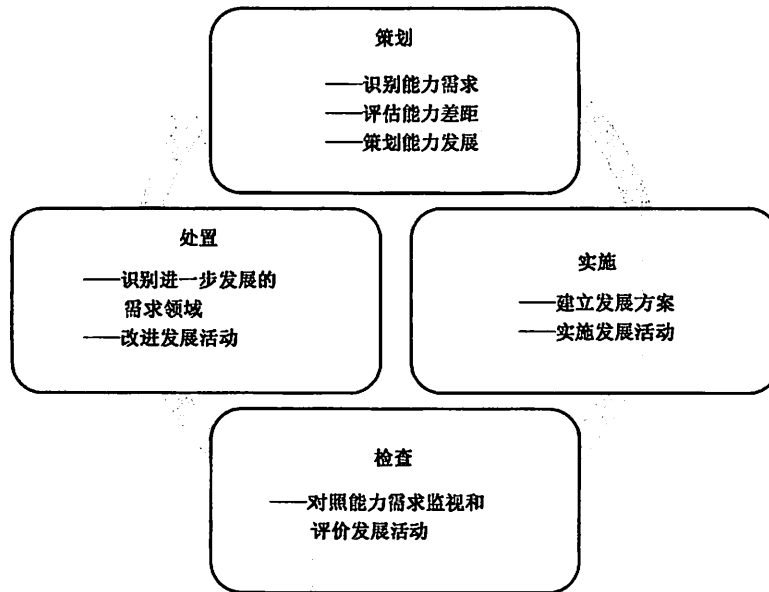 策划
——识别能力需求
——评估能力差距
——策划能力发展
处置
——识别进一步发展的
需求领域
——改进发展活动
实施
——建立发展方案
——实施发展活动
检查
——对照能力需求监视和
评价发展活动